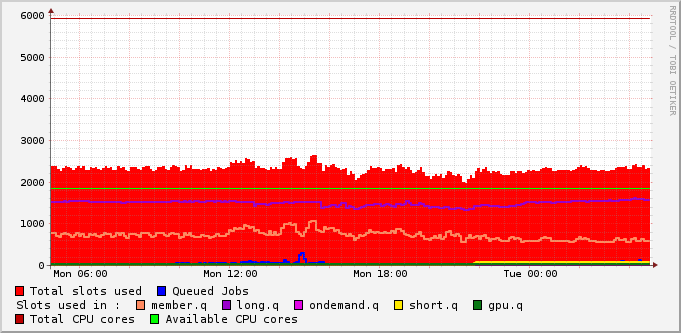 6000
5000
4000
3000
2000
1000
0
Mon 06:00 Mon 12:00 Mon 18:00 Tue 00:00
RRDTOOL / TOBI OETIKER
Total slots used Queued Jobs
Slots used in : member.q long.q ondemand.q short.q gpu.q
Total CPU cores Available CPU cores